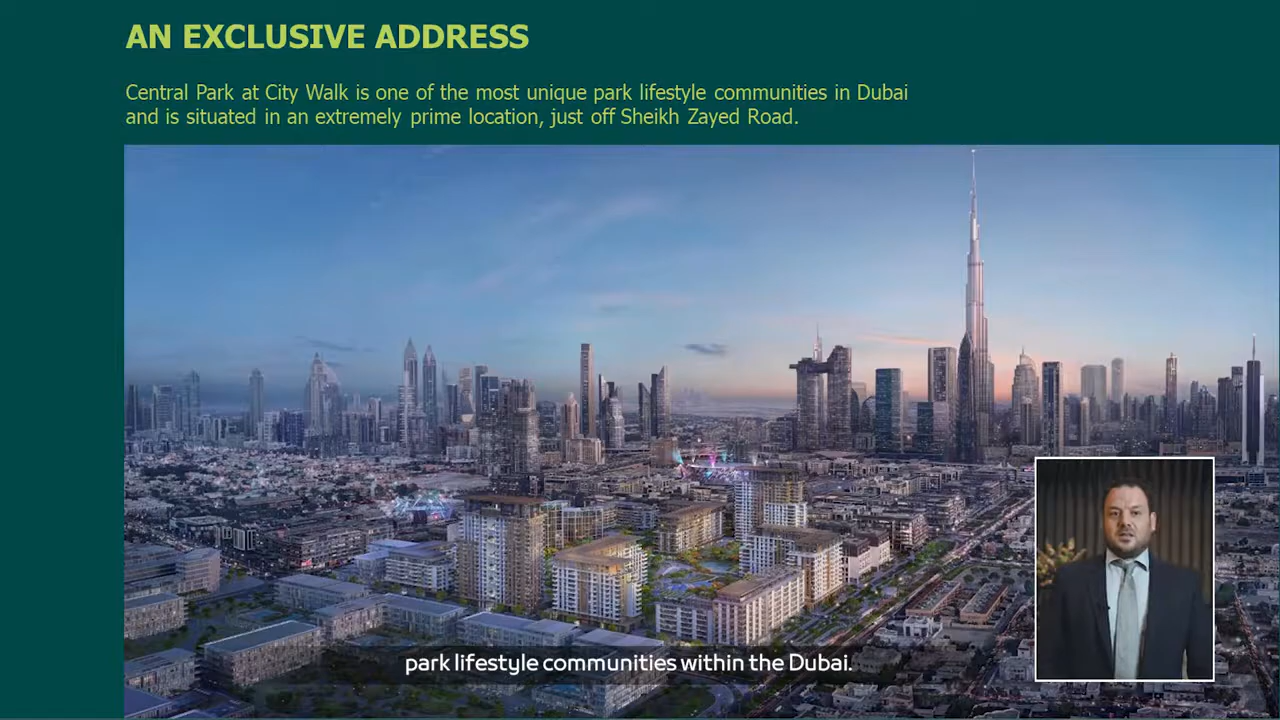 AN EXCLUSIVE ADDRESS
Central Park at City Walk is one of the most unique park lifestyle communities in Dubai
and is situated in an extremely prime location, just off Sheikh Zayed Road.
park lifestyle communities within the Dubai.